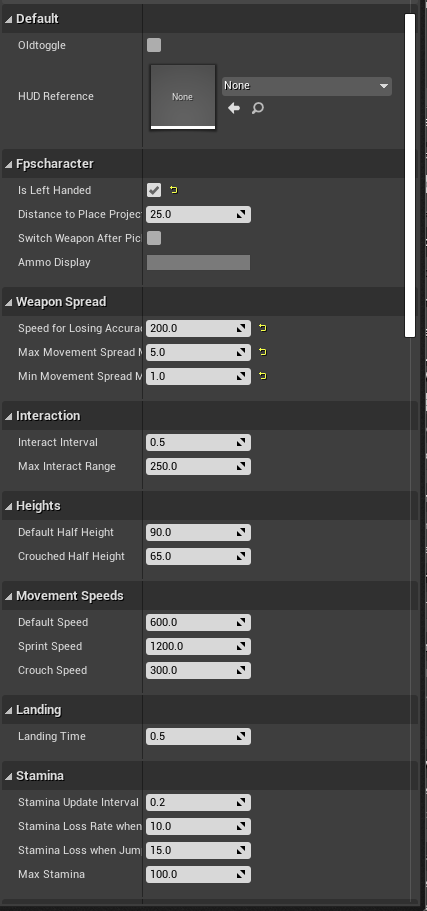 Default
Oldtoggle
HUD Reference
None
None
Fpscharacter
Is Left Handed
Distance to Place Projec
25.0
Switch Weapon After Pic
Ammo Display
Weapon Spread
Speed for Losing Accura
200.0
Max Movement Spread M
5.0
Min Movement Spread M
1.0
Interaction
Interact Interval
0.5
Max Interact Range
250.0
Heights
Default Half Height
90.0
Crouched Half Height
65.0
Movement Speeds
Default Speed
600.0
Sprint Speed
1200.0
Crouch Speed
300.0
Landing
Landing Time
0.5
Stamina
Stamina Update Interval
0.2
Stamina Loss Rate when
10.0
Stamina Loss when Jum
15.0
Max Stamina
100.0